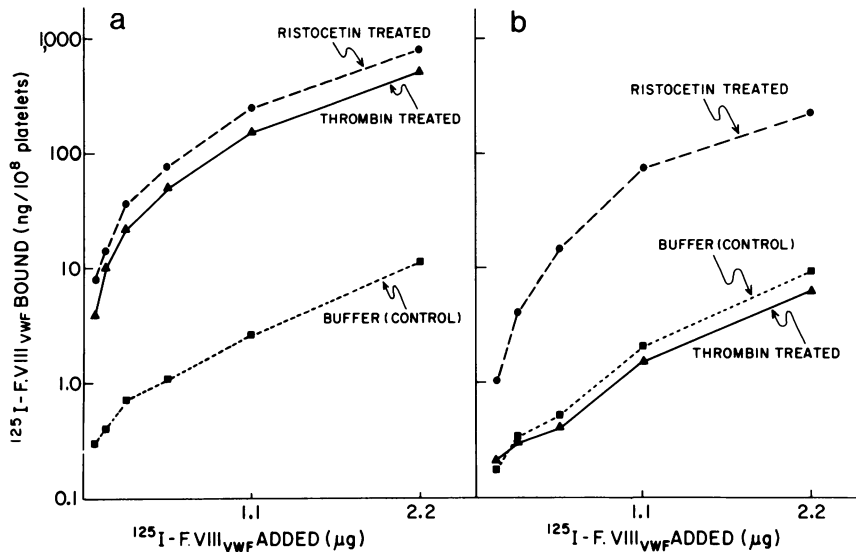 a
1,000
100
10
1.0
0.1
125I-F.VIIIVWF BOUND (ng/10^8 platelets)
RISTOCETIN TREATED
THROMBIN TREATED
BUFFER (CONTROL)
1.1
2.2
125I-F.VIIIVWF ADDED (μg)
b
RISTOCETIN TREATED
BUFFER (CONTROL)
THROMBIN TREATED
1.1
2.2
125I-F.VIIIVWF ADDED (μg)